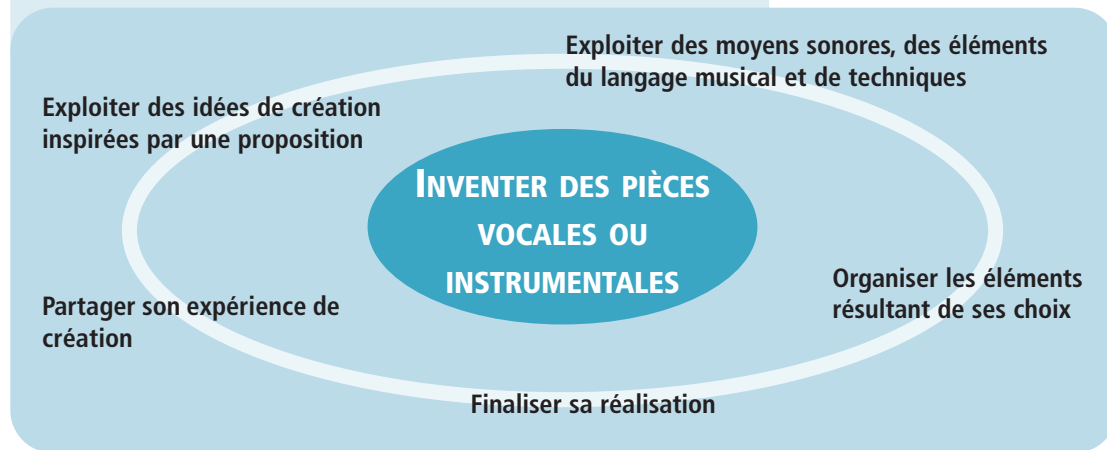 Exploiter des moyens sonores, des éléments
du langage musical et de techniques
Exploiter des idées de création
inspirées par une proposition
INVENTER DES PIÈCES
VOCALES OU
INSTRUMENTALES
Organiser les éléments
résultant de ses choix
Partager son expérience de
création
Finaliser sa réalisation